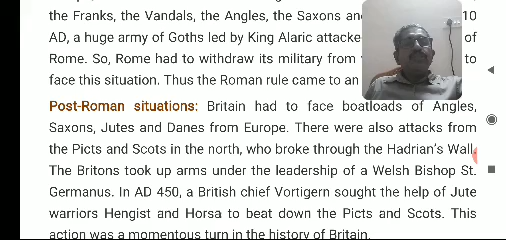 the Franks, the Vandals, the Angles, the Saxons an 10
AD, a huge army of Goths led by King Alaric attacke of
Rome. So, Rome had to withdraw its military from to
face this situation. Thus the Roman rule came to an
Post-Roman situations: Britain had to face boatloads of Angles,
Saxons, Jutes and Danes from Europe. There were also attacks from
the Picts and Scots in the north, who broke through the Hadrian's Wall.
The Britons took up arms under the leadership of a Welsh Bishop St.
Germanus. In AD 450, a British chief Vortigern sought the help of Jute
warriors Hengist and Horsa to beat down the Picts and Scots. This
action was a momentous turn in the history of Britain.